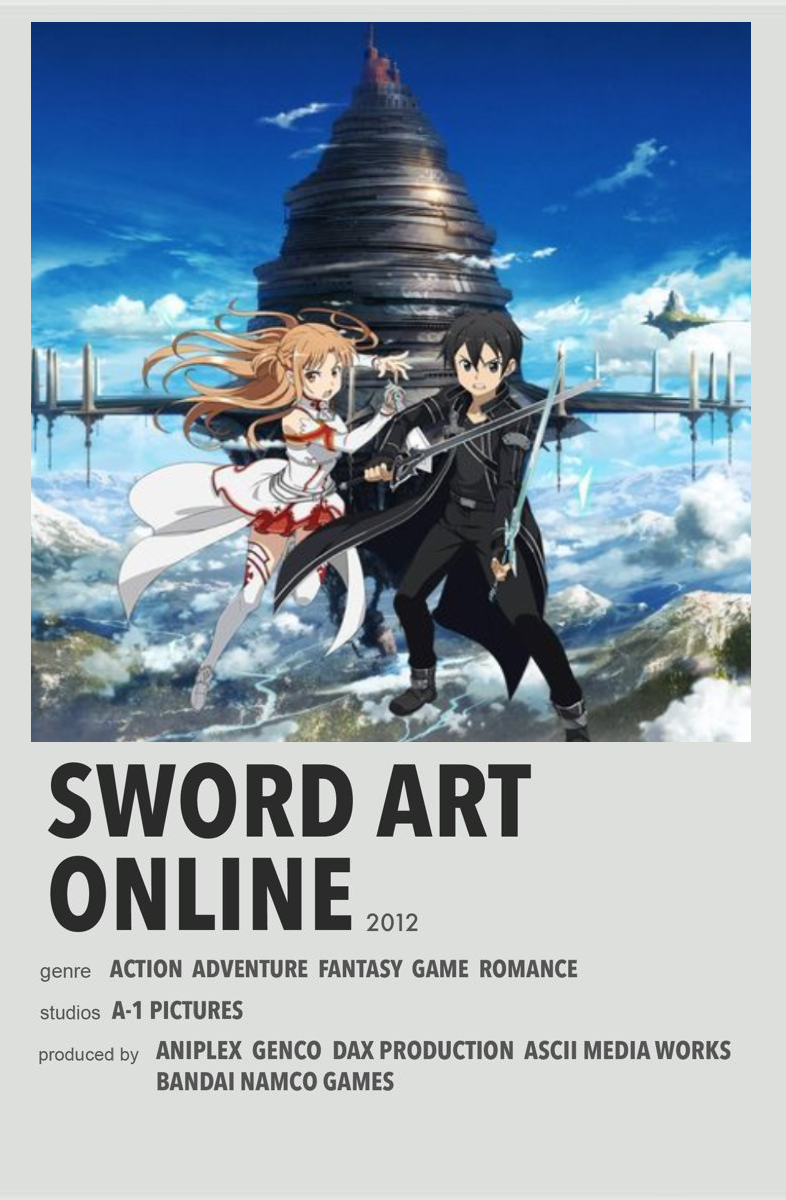 SWORD ART
ONLINE 2012
genre ACTION ADVENTURE FANTASY GAME ROMANCE
studios A-1 PICTURES
produced by ANIPLEX GENCO DAX PRODUCTION ASCII MEDIA WORKS
BANDAI NAMCO GAMES